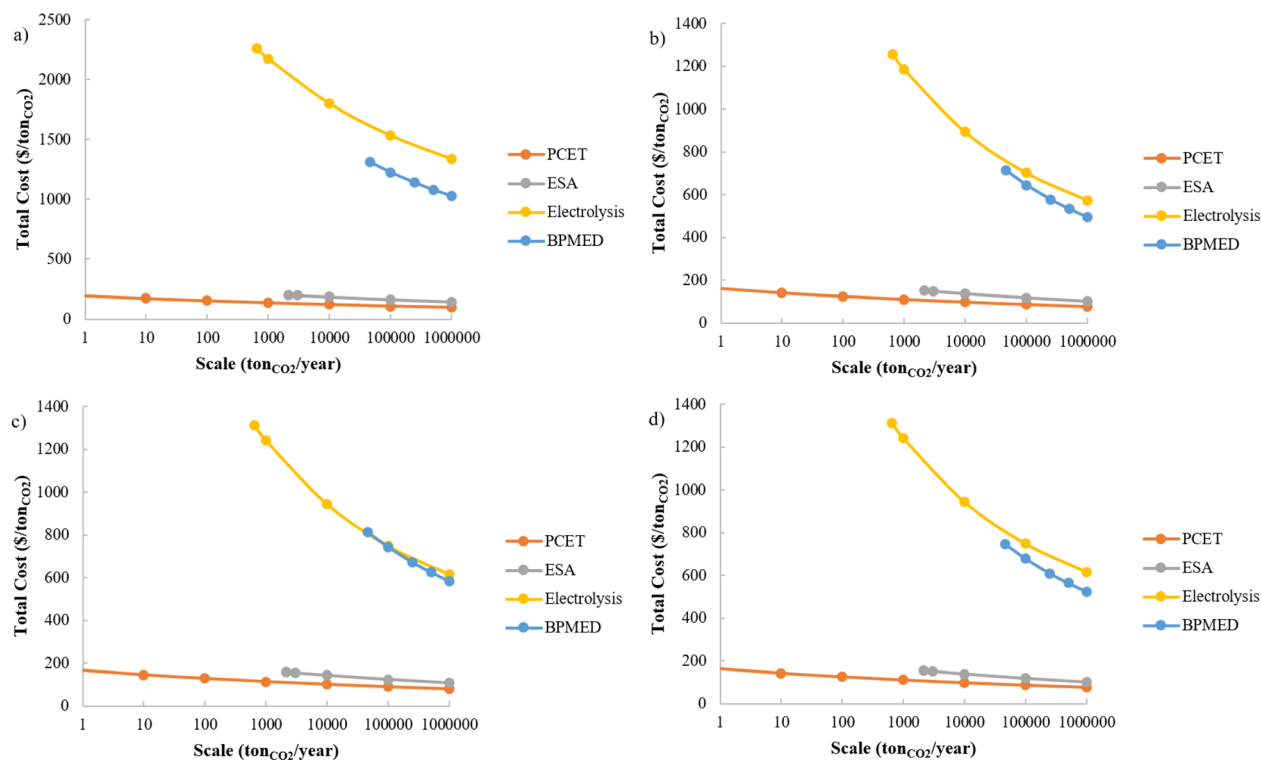 a)
Total Cost ($/tonCO2)
2500
2000
1500
1000
500
0
1 10 100 1000 10000 100000 1000000
Scale (tonCO2/year)
PCET
ESA
Electrolysis
BPMED
b)
Total Cost ($/tonCO2)
1400
1200
1000
800
600
400
200
0
1 10 100 1000 10000 100000 1000000
Scale (tonCO2/year)
PCET
ESA
Electrolysis
BPMED
c)
Total Cost ($/tonCO2)
1400
1200
1000
800
600
400
200
0
1 10 100 1000 10000 100000 1000000
Scale (tonCO2/year)
PCET
ESA
Electrolysis
BPMED
d)
Total Cost ($/tonCO2)
1400
1200
1000
800
600
400
200
0
1 10 100 1000 10000 100000 1000000
Scale (tonCO2/year)
PCET
ESA
Electrolysis
BPMED